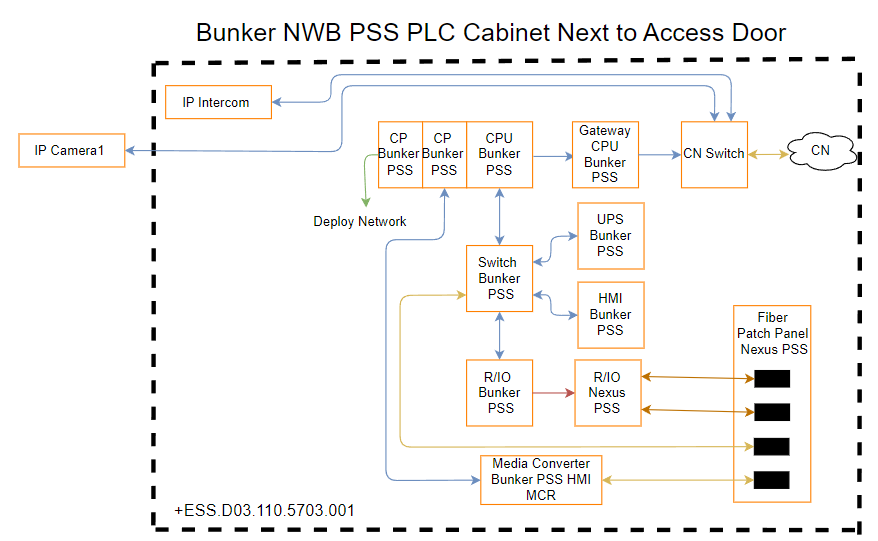 Bunker NWB PSS PLC Cabinet Next to Access Door
IP Intercom
IP Camera1
CP
Bunker
PSS
CP
Bunker
PSS
CPU
Bunker
PSS
Gateway
CPU
Bunker
PSS
CN Switch
CN
Deploy Network
UPS
Bunker
PSS
Switch
Bunker
PSS
HMI
Bunker
PSS
Fiber
Patch Panel
Nexus PSS
R/IO
Bunker
PSS
R/IO
Nexus
PSS
Media Converter
Bunker PSS HMI
MCR
+ESS.D03.110.5703.001